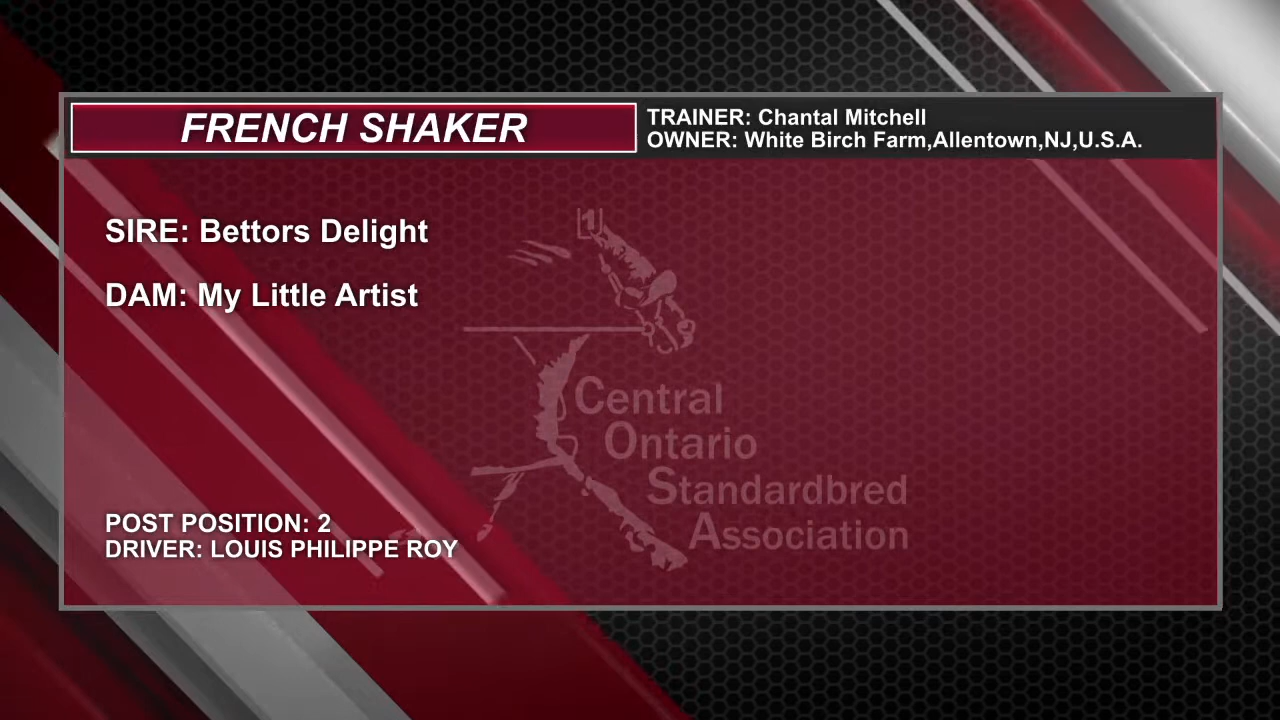 FRENCH SHAKER
TRAINER: Chantal Mitchell
OWNER: White Birch Farm,Allentown,NJ,U.S.A.
SIRE: Bettors Delight
DAM: My Little Artist
Central
Ontario
Standardbred
Association
POST POSITION: 2
DRIVER: LOUIS PHILIPPE ROY